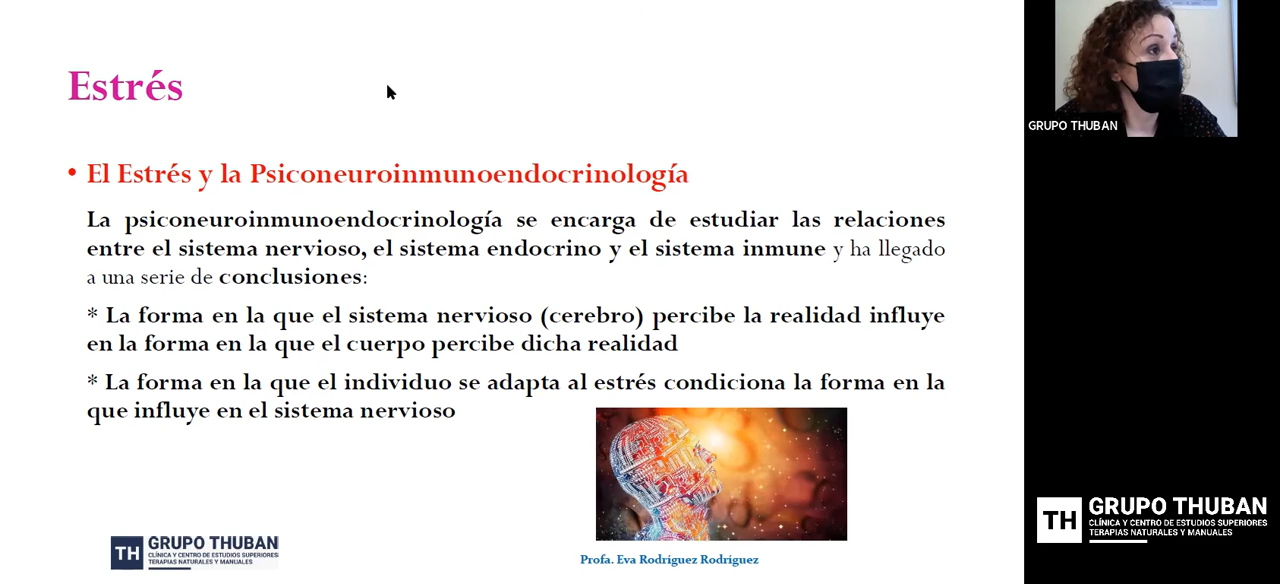 Estrés
• El Estrés y la Psiconeuroinmunoendocrinología
La psiconeuroinmunoendocrinología se encarga de estudiar las relaciones
entre el sistema nervioso, el sistema endocrino y el sistema inmune y ha llegado
a una serie de conclusiones:
* La forma en la que el sistema nervioso (cerebro) percibe la realidad influye
en la forma en la que el cuerpo percibe dicha realidad
* La forma en la que el individuo se adapta al estrés condiciona la forma en la
que influye en el sistema nervioso
TH GRUPO THUBAN
CLÍNICA Y CENTRO DE ESTUDIOS SUPERIORES
TERAPIAS NATURALES Y MANUALES
Profa. Eva Rodríguez Rodríguez
GRUPO THUBAN
TH GRUPO THUBAN
CLÍNICA Y CENTRO DE ESTUDIOS SUPERIORES
TERAPIAS NATURALES Y MANUALES